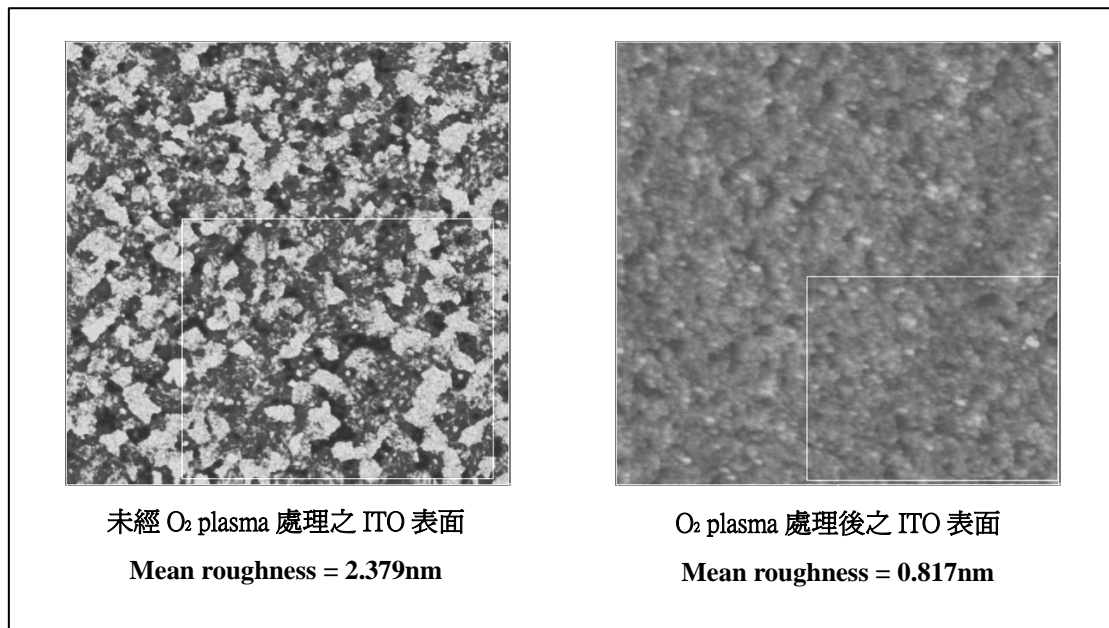 未經 O₂ plasma 處理之 ITO 表面
Mean roughness = 2.379nm
O₂ plasma 處理後之 ITO 表面
Mean roughness = 0.817nm